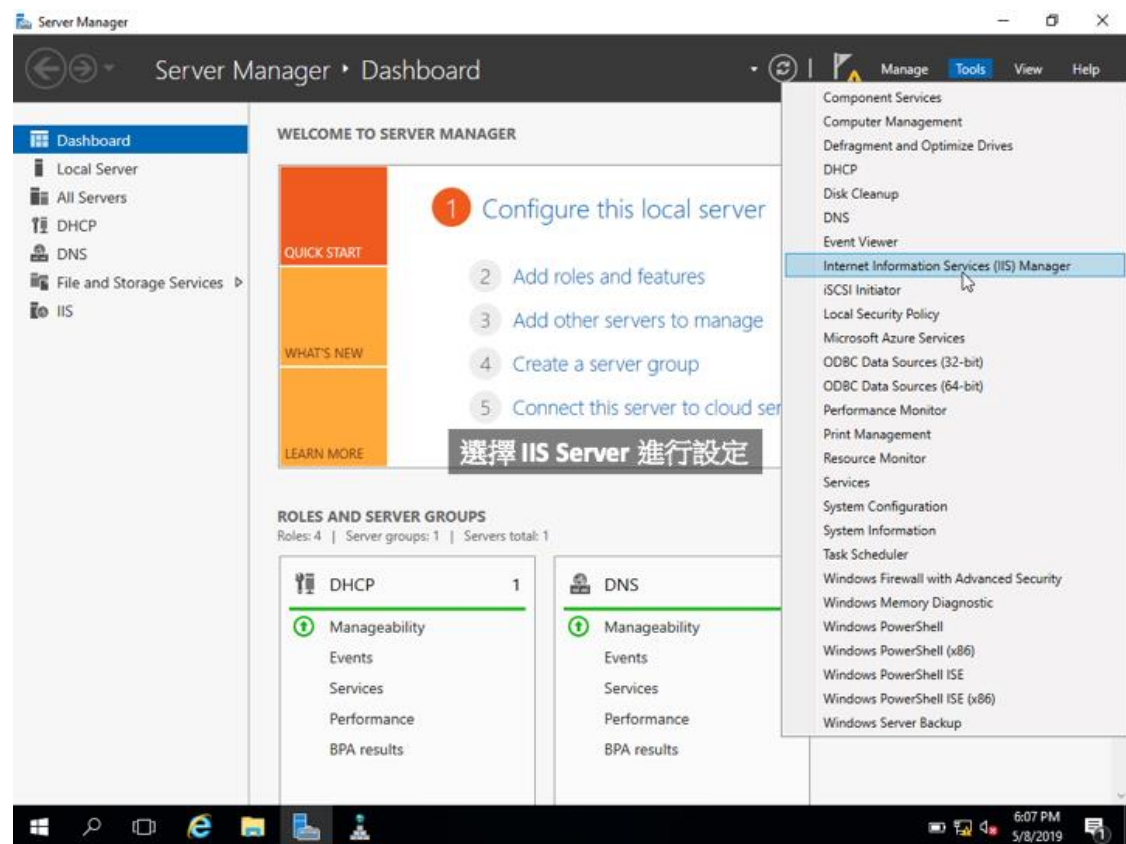 Server Manager
Server Manager • Dashboard
Manage Tools View Help
Dashboard
Local Server
All Servers
DHCP
DNS
File and Storage Services
IIS
WELCOME TO SERVER MANAGER
QUICK START
WHAT'S NEW
LEARN MORE
1 Configure this local server
2 Add roles and features
3 Add other servers to manage
4 Create a server group
5 Connect this server to cloud ser
選擇 IIS Server 進行設定
ROLES AND SERVER GROUPS
Roles: 4 | Server groups: 1 | Servers total: 1
DHCP 1
Manageability
Events
Services
Performance
BPA results
DNS
Manageability
Events
Services
Performance
BPA results
Component Services
Computer Management
Defragment and Optimize Drives
DHCP
Disk Cleanup
DNS
Event Viewer
Internet Information Services (IIS) Manager
iSCSI Initiator
Local Security Policy
Microsoft Azure Services
ODBC Data Sources (32-bit)
ODBC Data Sources (64-bit)
Performance Monitor
Print Management
Resource Monitor
Services
System Configuration
System Information
Task Scheduler
Windows Firewall with Advanced Security
Windows Memory Diagnostic
Windows PowerShell
Windows PowerShell (x86)
Windows PowerShell ISE
Windows PowerShell ISE (x86)
Windows Server Backup
6:07 PM
5/8/2019
1